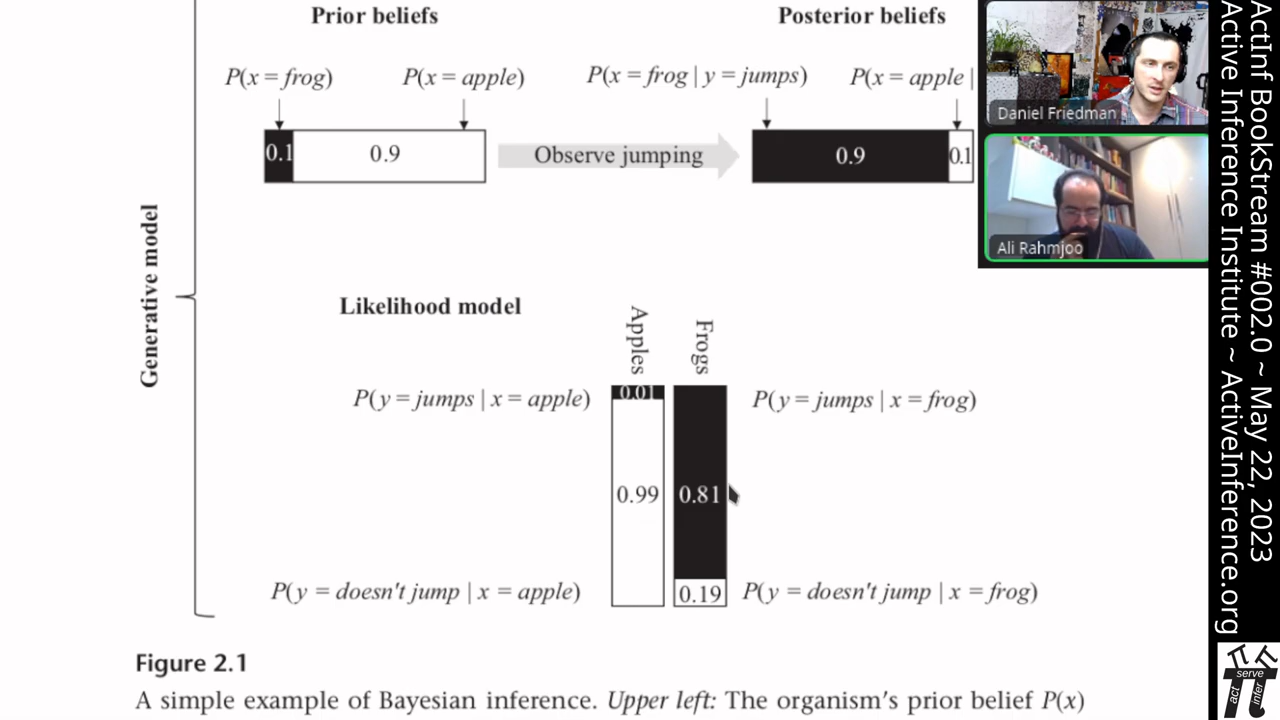 Prior beliefs
Posterior beliefs
P(x = frog)
P(x = apple)
P(x = frog | y = jumps)
P(x = apple |
0.1
0.9
Observe jumping
0.9
0.1
Generative model
Likelihood model
Apples
Frogs
P(y = jumps | x = apple)
0.01
P(y = jumps | x = frog)
0.99
0.81
P(y = doesn't jump | x = apple)
0.19
P(y = doesn't jump | x = frog)
Figure 2.1
A simple example of Bayesian inference. Upper left: The organism's prior belief P(x)
Daniel Friedman
Ali Rahmjoo
ActInf BookStream #002.0 ~ May 22, 2023
Active Inference Institute ~ ActiveInference.org
serve
act
infer